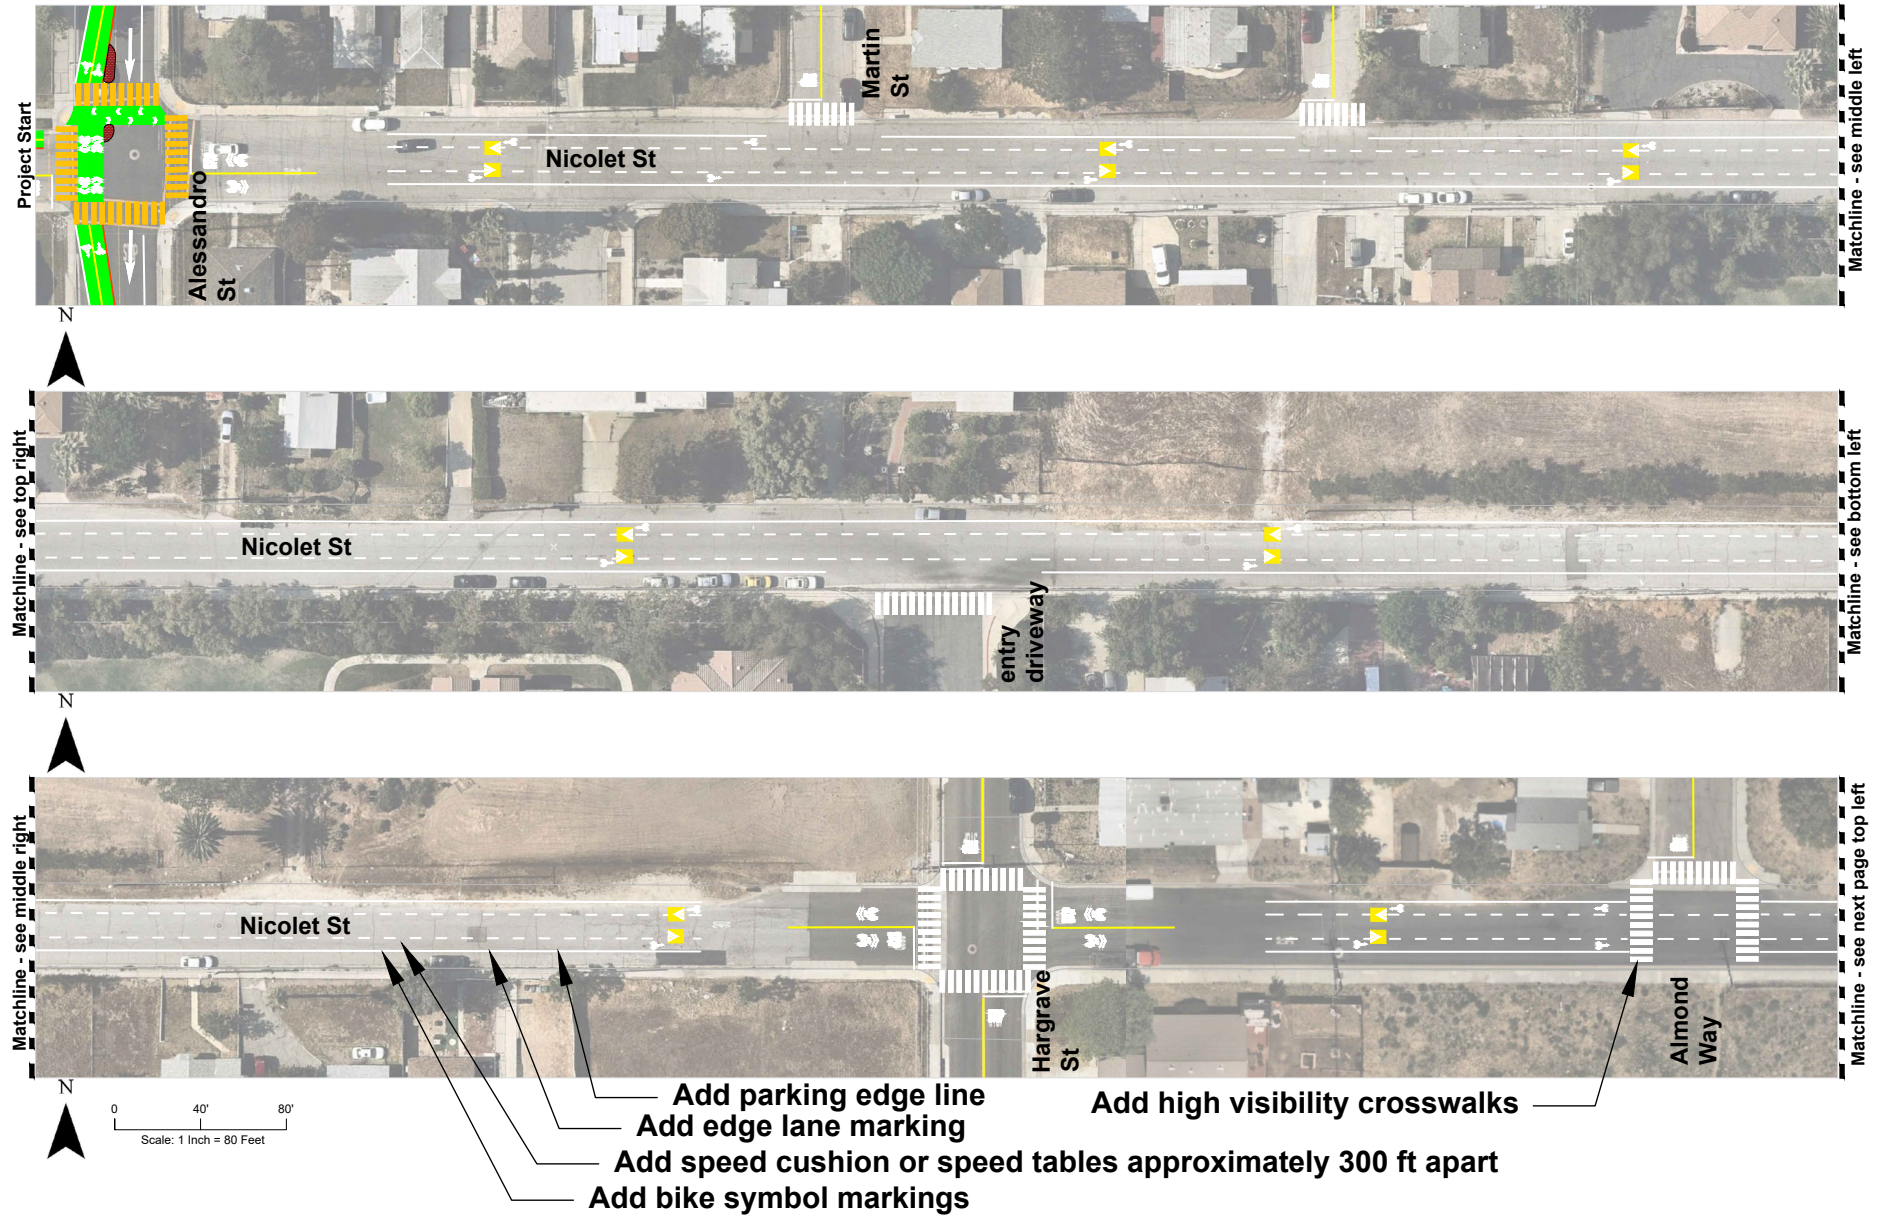 Project Start
Alessandro
St
Nicolet St
Martin
St
Matchline - see middle left
N
Matchline - see top right
Nicolet St
entry
driveway
Matchline - see bottom left
N
Matchline - see middle right
Nicolet St
Hargrave
St
Almond
Way
Matchline - see next page top left
N
0 40' 80'
Scale: 1 Inch = 80 Feet
Add parking edge line
Add edge lane marking
Add speed cushion or speed tables approximately 300 ft apart
Add bike symbol markings
Add high visibility crosswalks